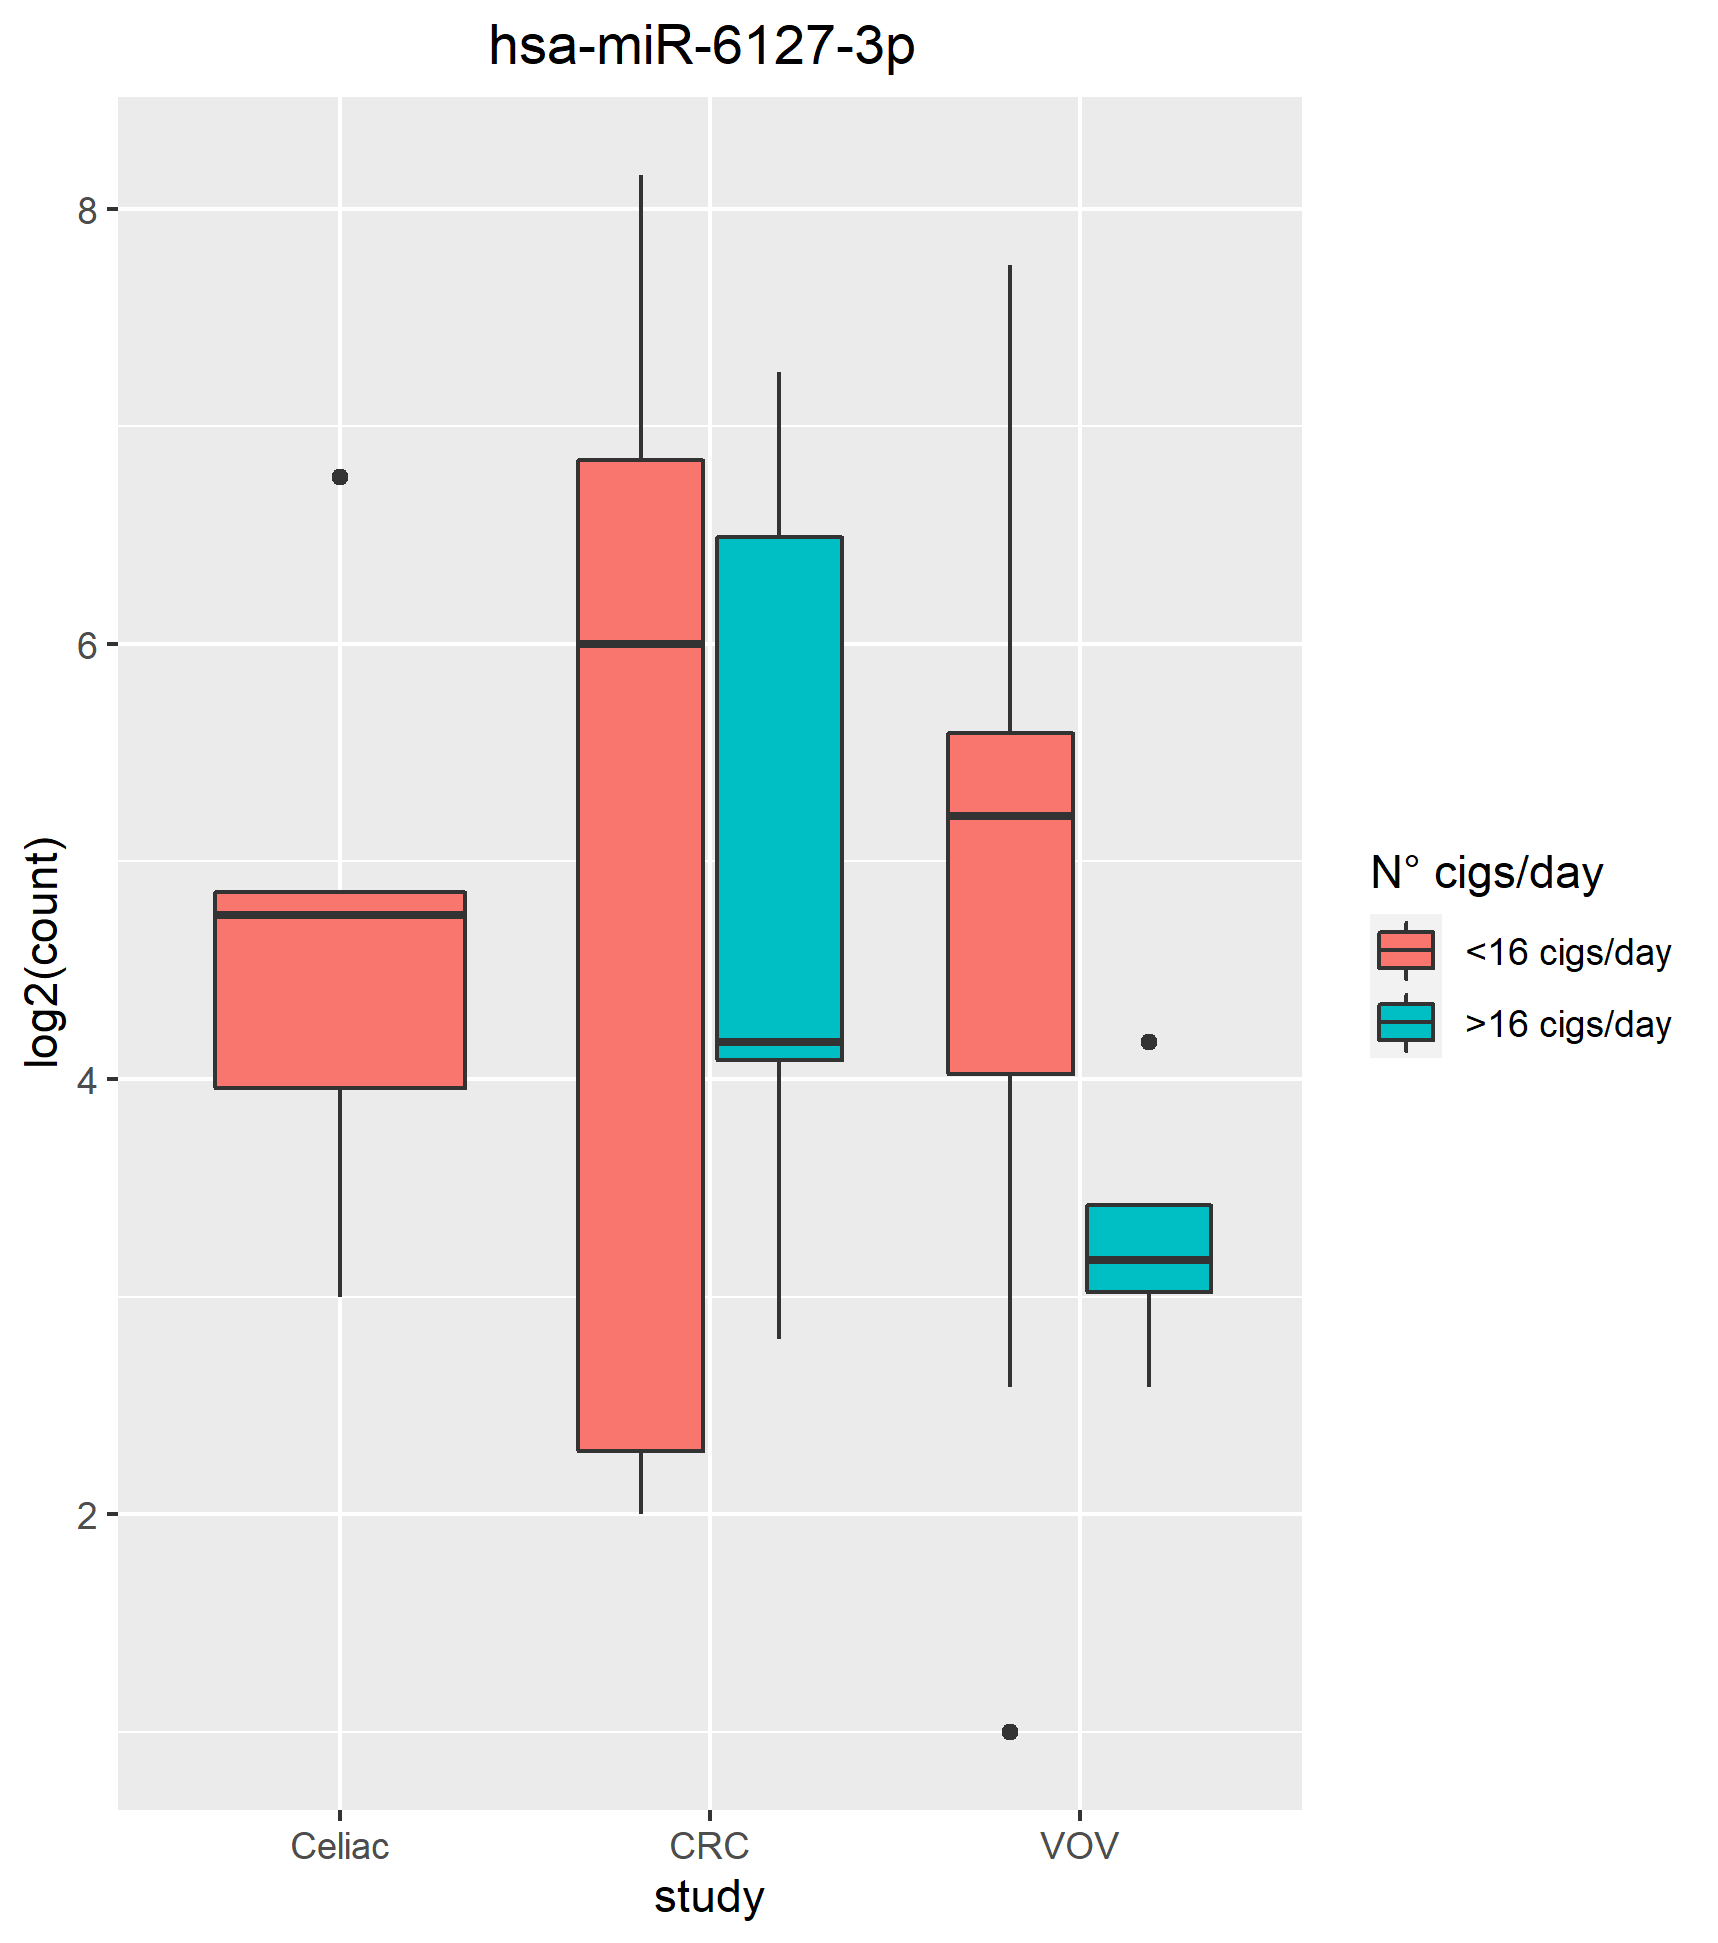 hsa-miR-6127-3p
8
6
4
2
log2(count)
Celiac
CRC
VOV
study
N° cigs/day
<16 cigs/day
>16 cigs/day